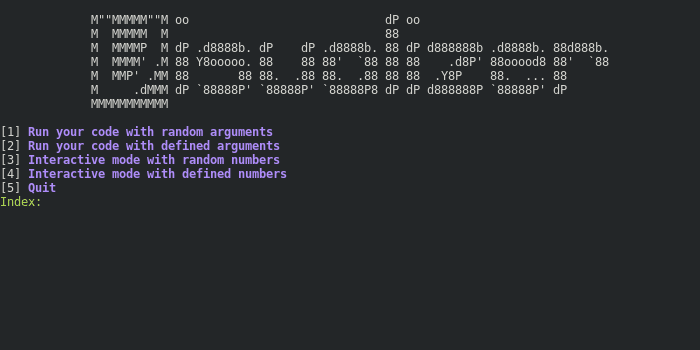 M""MMMMM""M oo                            dP oo
M  MMMMM  M                               88
M  MMMMP  M dP .d8888b. dP    dP .d8888b. 88 dP d888888b .d8888b. 88d888b.
M  MMMM' .M 88 Y8ooooo. 88    88 88'  `88 88 88    .d8P' 88ooood8 88'  `88
M  MMP' .MM 88       88 88.  .88 88.  .88 88 88  .Y8P    88.  ... 88
M     .dMMM dP `88888P' `88888P' `88888P8 dP dP d888888P `88888P' dP
MMMMMMMMMMM
[1] Run your code with random arguments
[2] Run your code with defined arguments
[3] Interactive mode with random numbers
[4] Interactive mode with defined numbers
[5] Quit
Index: